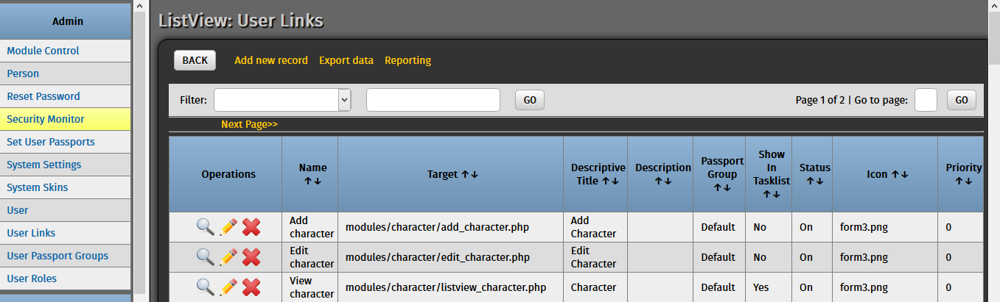 Admin
Module Control
Person
Reset Password
Security Monitor
Set User Passports
System Settings
System Skins
User
User Links
User Passport Groups
User Roles
ListView: User Links
BACK Add new record Export data Reporting
Filter: GO Page 1 of 2 | Go to page: GO
Next Page>>
Operations Name ↑↓ Target ↑↓ Descriptive Title ↑↓ Description ↑↓ Passport Group ↑↓ Show In Tasklist ↑↓ Status ↑↓ Icon ↑↓ Priority ↑↓
Add character modules/character/add_character.php Add Character Default No On form3.png 0
Edit character modules/character/edit_character.php Edit Character Default No On form3.png 0
View character modules/character/listview_character.php Character Default Yes On form3.png 0